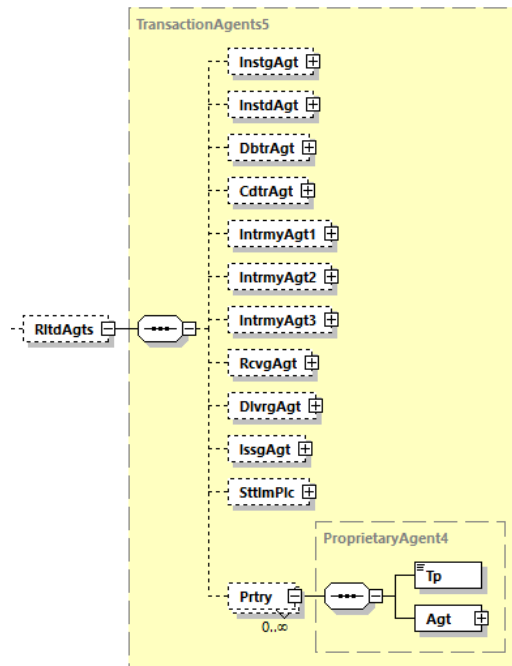 TransactionAgents5
InstgAgt
InstdAgt
DbtrAgt
CdtrAgt
IntrmyAgt1
IntrmyAgt2
IntrmyAgt3
RltdAgts
RcvgAgt
DlvrgAgt
IssgAgt
SttlmPlc
ProprietaryAgent4
Tp
Prtry
Agt
0..∞